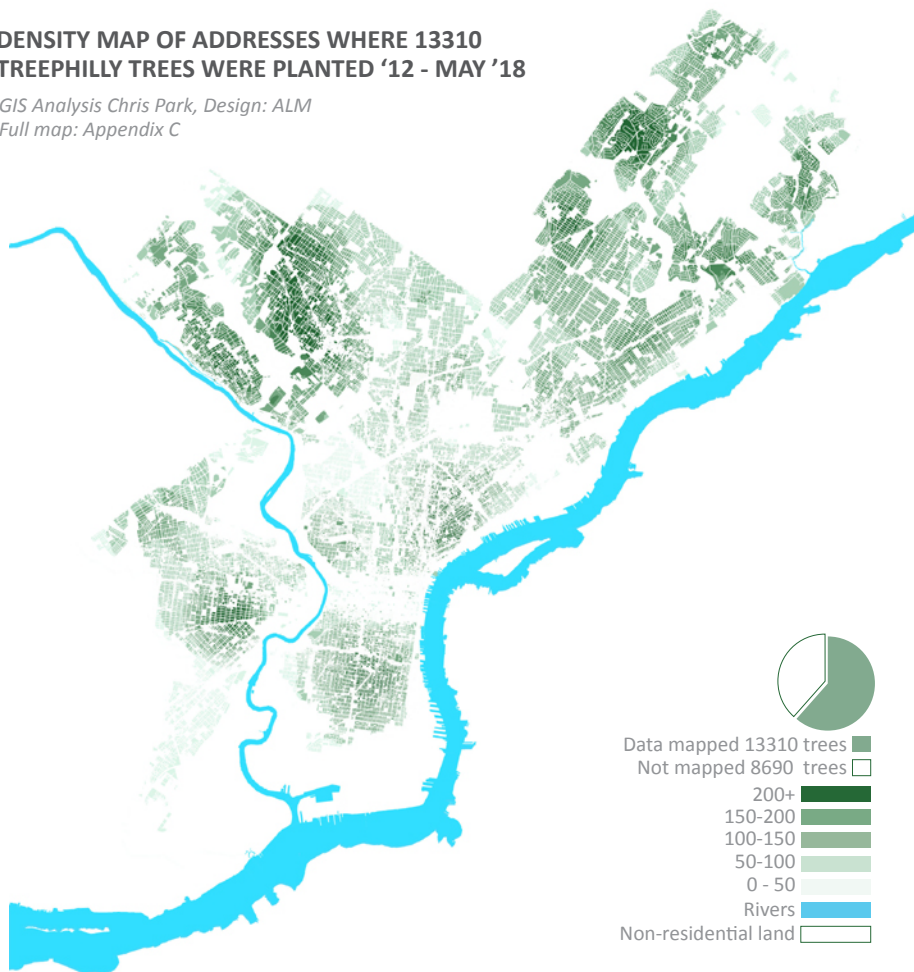 DENSITY MAP OF ADDRESSES WHERE 13310
TREEPHILLY TREES WERE PLANTED ‘12 - MAY ’18
GIS Analysis Chris Park, Design: ALM
Full map: Appendix C
Data mapped 13310 trees
Not mapped 8690 trees
200+
150-200
100-150
50-100
0 - 50
Rivers
Non-residential land